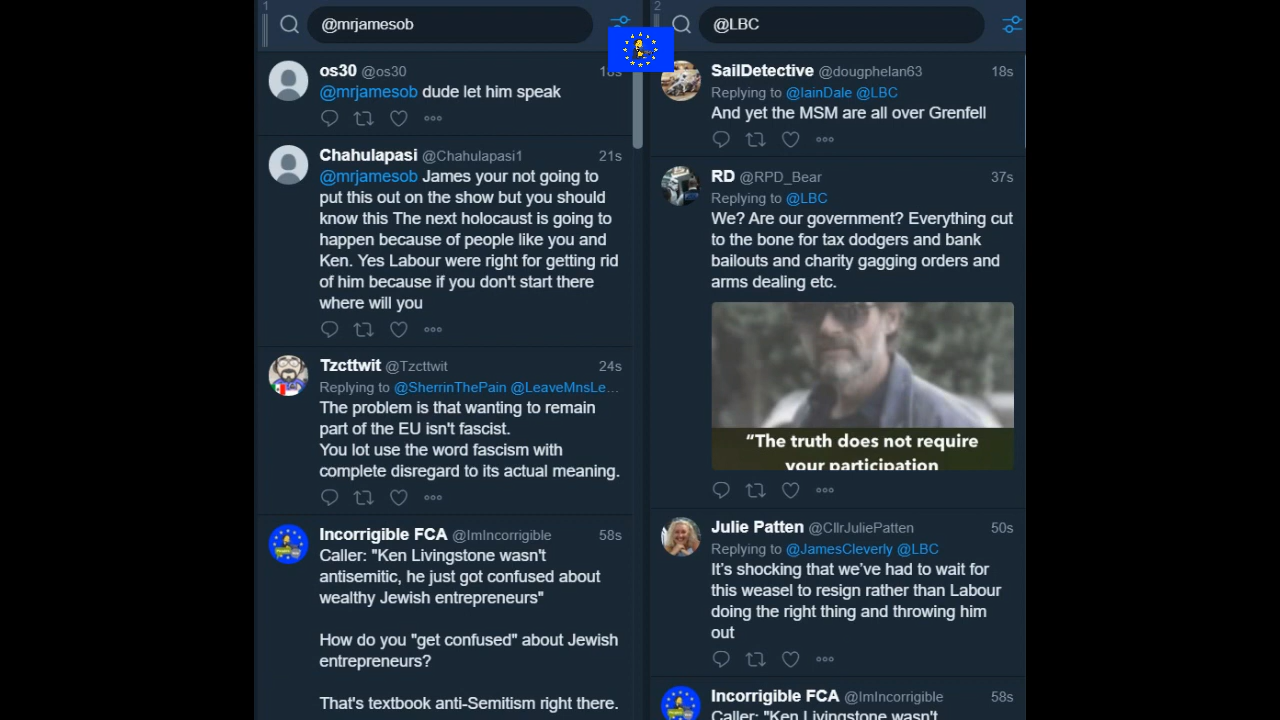 1
@mrjamesob
os30 @os30 18s
@mrjamesob dude let him speak
Chahulapasi @Chahulapasi1 21s
@mrjamesob James your not going to
put this out on the show but you should
know this The next holocaust is going to
happen because of people like you and
Ken. Yes Labour were right for getting rid
of him because if you don't start there
where will you
Tzcttwit @Tzcttwit 24s
Replying to @SherrinThePain @LeaveMnsLe...
The problem is that wanting to remain
part of the EU isn't fascist.
You lot use the word fascism with
complete disregard to its actual meaning.
Incorrigible FCA @ImIncorrigible 58s
Caller: "Ken Livingstone wasn't
antisemitic, he just got confused about
wealthy Jewish entrepreneurs"
How do you "get confused" about Jewish
entrepreneurs?
That's textbook anti-Semitism right there.
2
@LBC
SailDetective @dougphelan63 18s
Replying to @IainDale @LBC
And yet the MSM are all over Grenfell
RD @RPD_Bear 37s
Replying to @LBC
We? Are our government? Everything cut
to the bone for tax dodgers and bank
bailouts and charity gagging orders and
arms dealing etc.
“The truth does not require
your participation
Julie Patten @CllrJuliePatten 50s
Replying to @JamesCleverly @LBC
It’s shocking that we’ve had to wait for
this weasel to resign rather than Labour
doing the right thing and throwing him
out
Incorrigible FCA @ImIncorrigible 58s
Caller: "Ken Livingstone wasn't